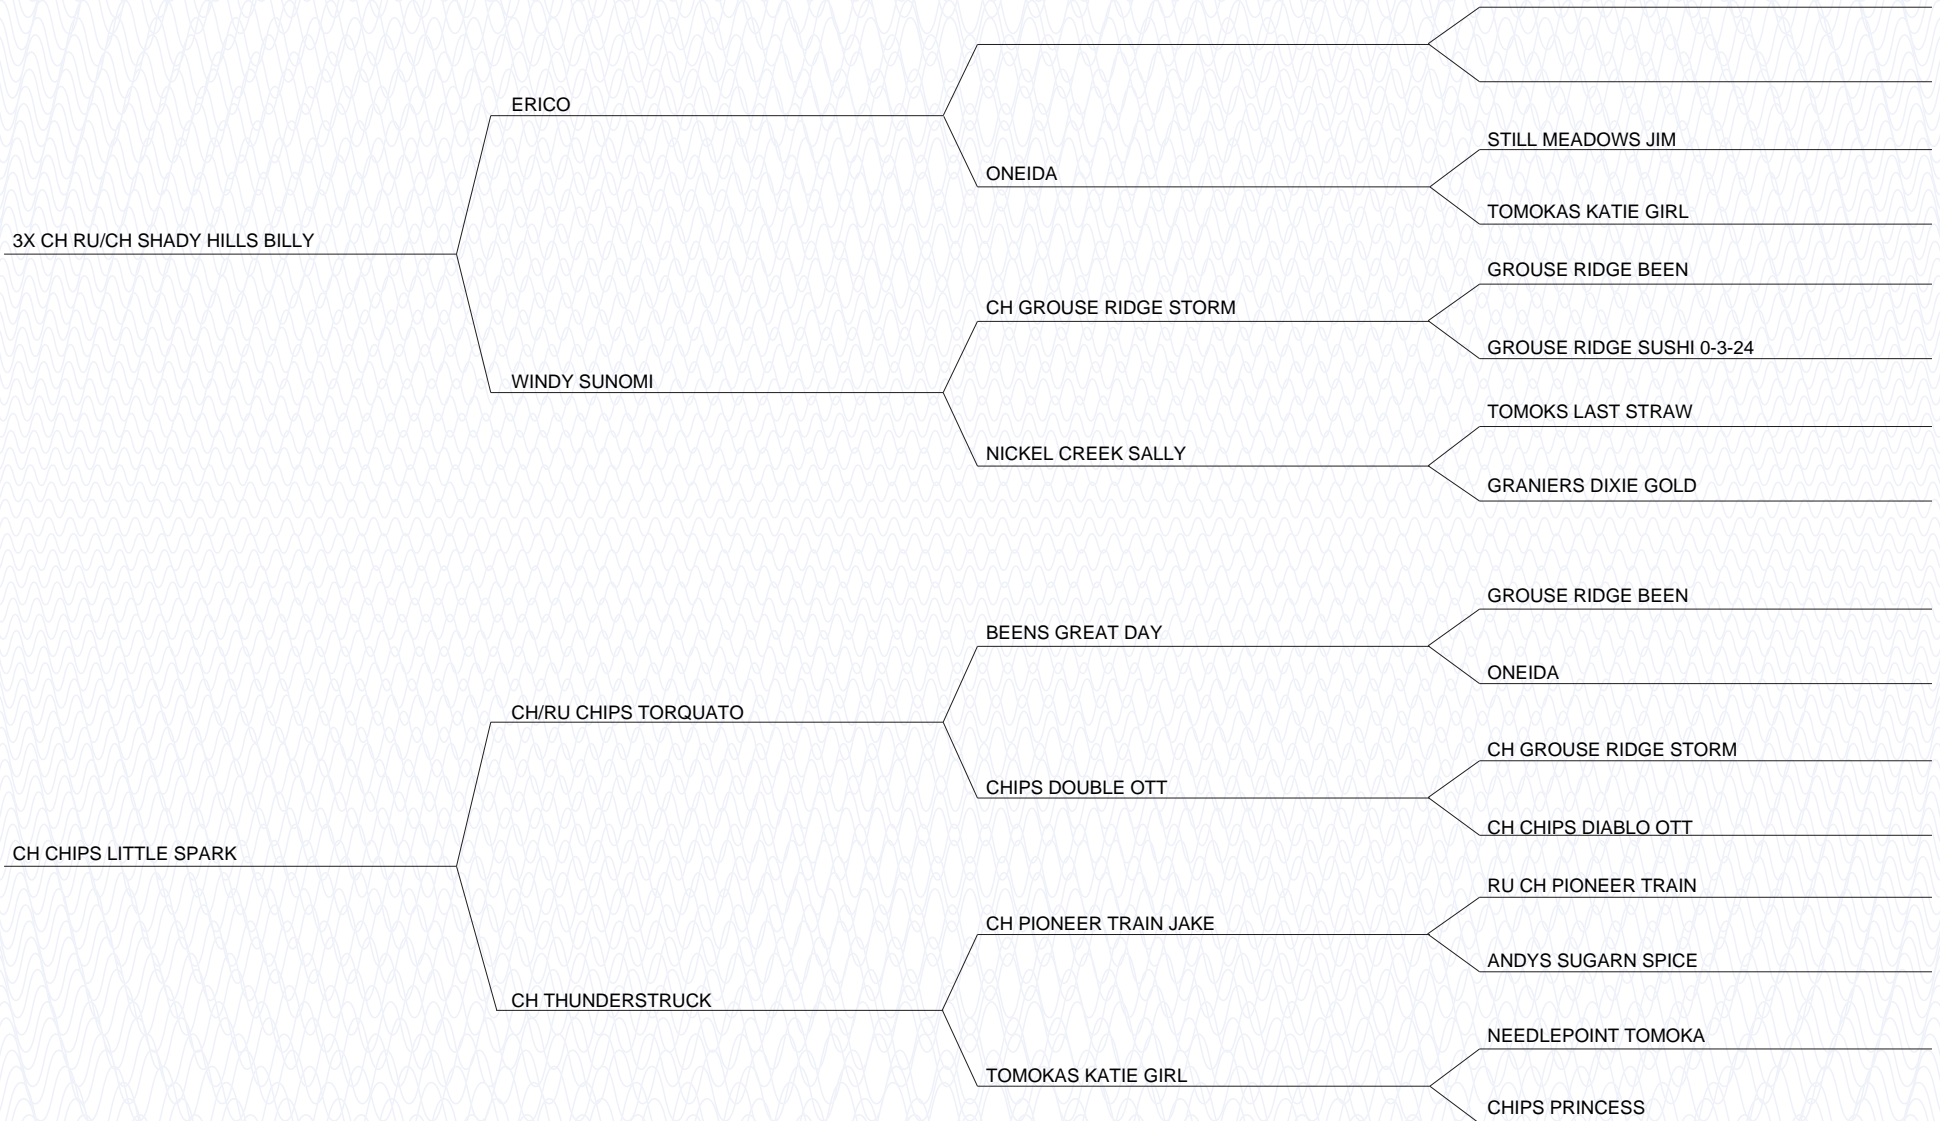 ERICO
STILL MEADOWS JIM
ONEIDA
TOMOKAS KATIE GIRL
3X CH RU/CH SHADY HILLS BILLY
GROUSE RIDGE BEEN
CH GROUSE RIDGE STORM
GROUSE RIDGE SUSHI 0-3-24
WINDY SUNOMI
TOMOKS LAST STRAW
NICKEL CREEK SALLY
GRANIERS DIXIE GOLD
GROUSE RIDGE BEEN
BEENS GREAT DAY
ONEIDA
CH/RU CHIPS TORQUATO
CH GROUSE RIDGE STORM
CHIPS DOUBLE OTT
CH CHIPS DIABLO OTT
CH CHIPS LITTLE SPARK
RU CH PIONEER TRAIN
CH PIONEER TRAIN JAKE
ANDYS SUGARN SPICE
CH THUNDERSTRUCK
NEEDLEPOINT TOMOKA
TOMOKAS KATIE GIRL
CHIPS PRINCESS